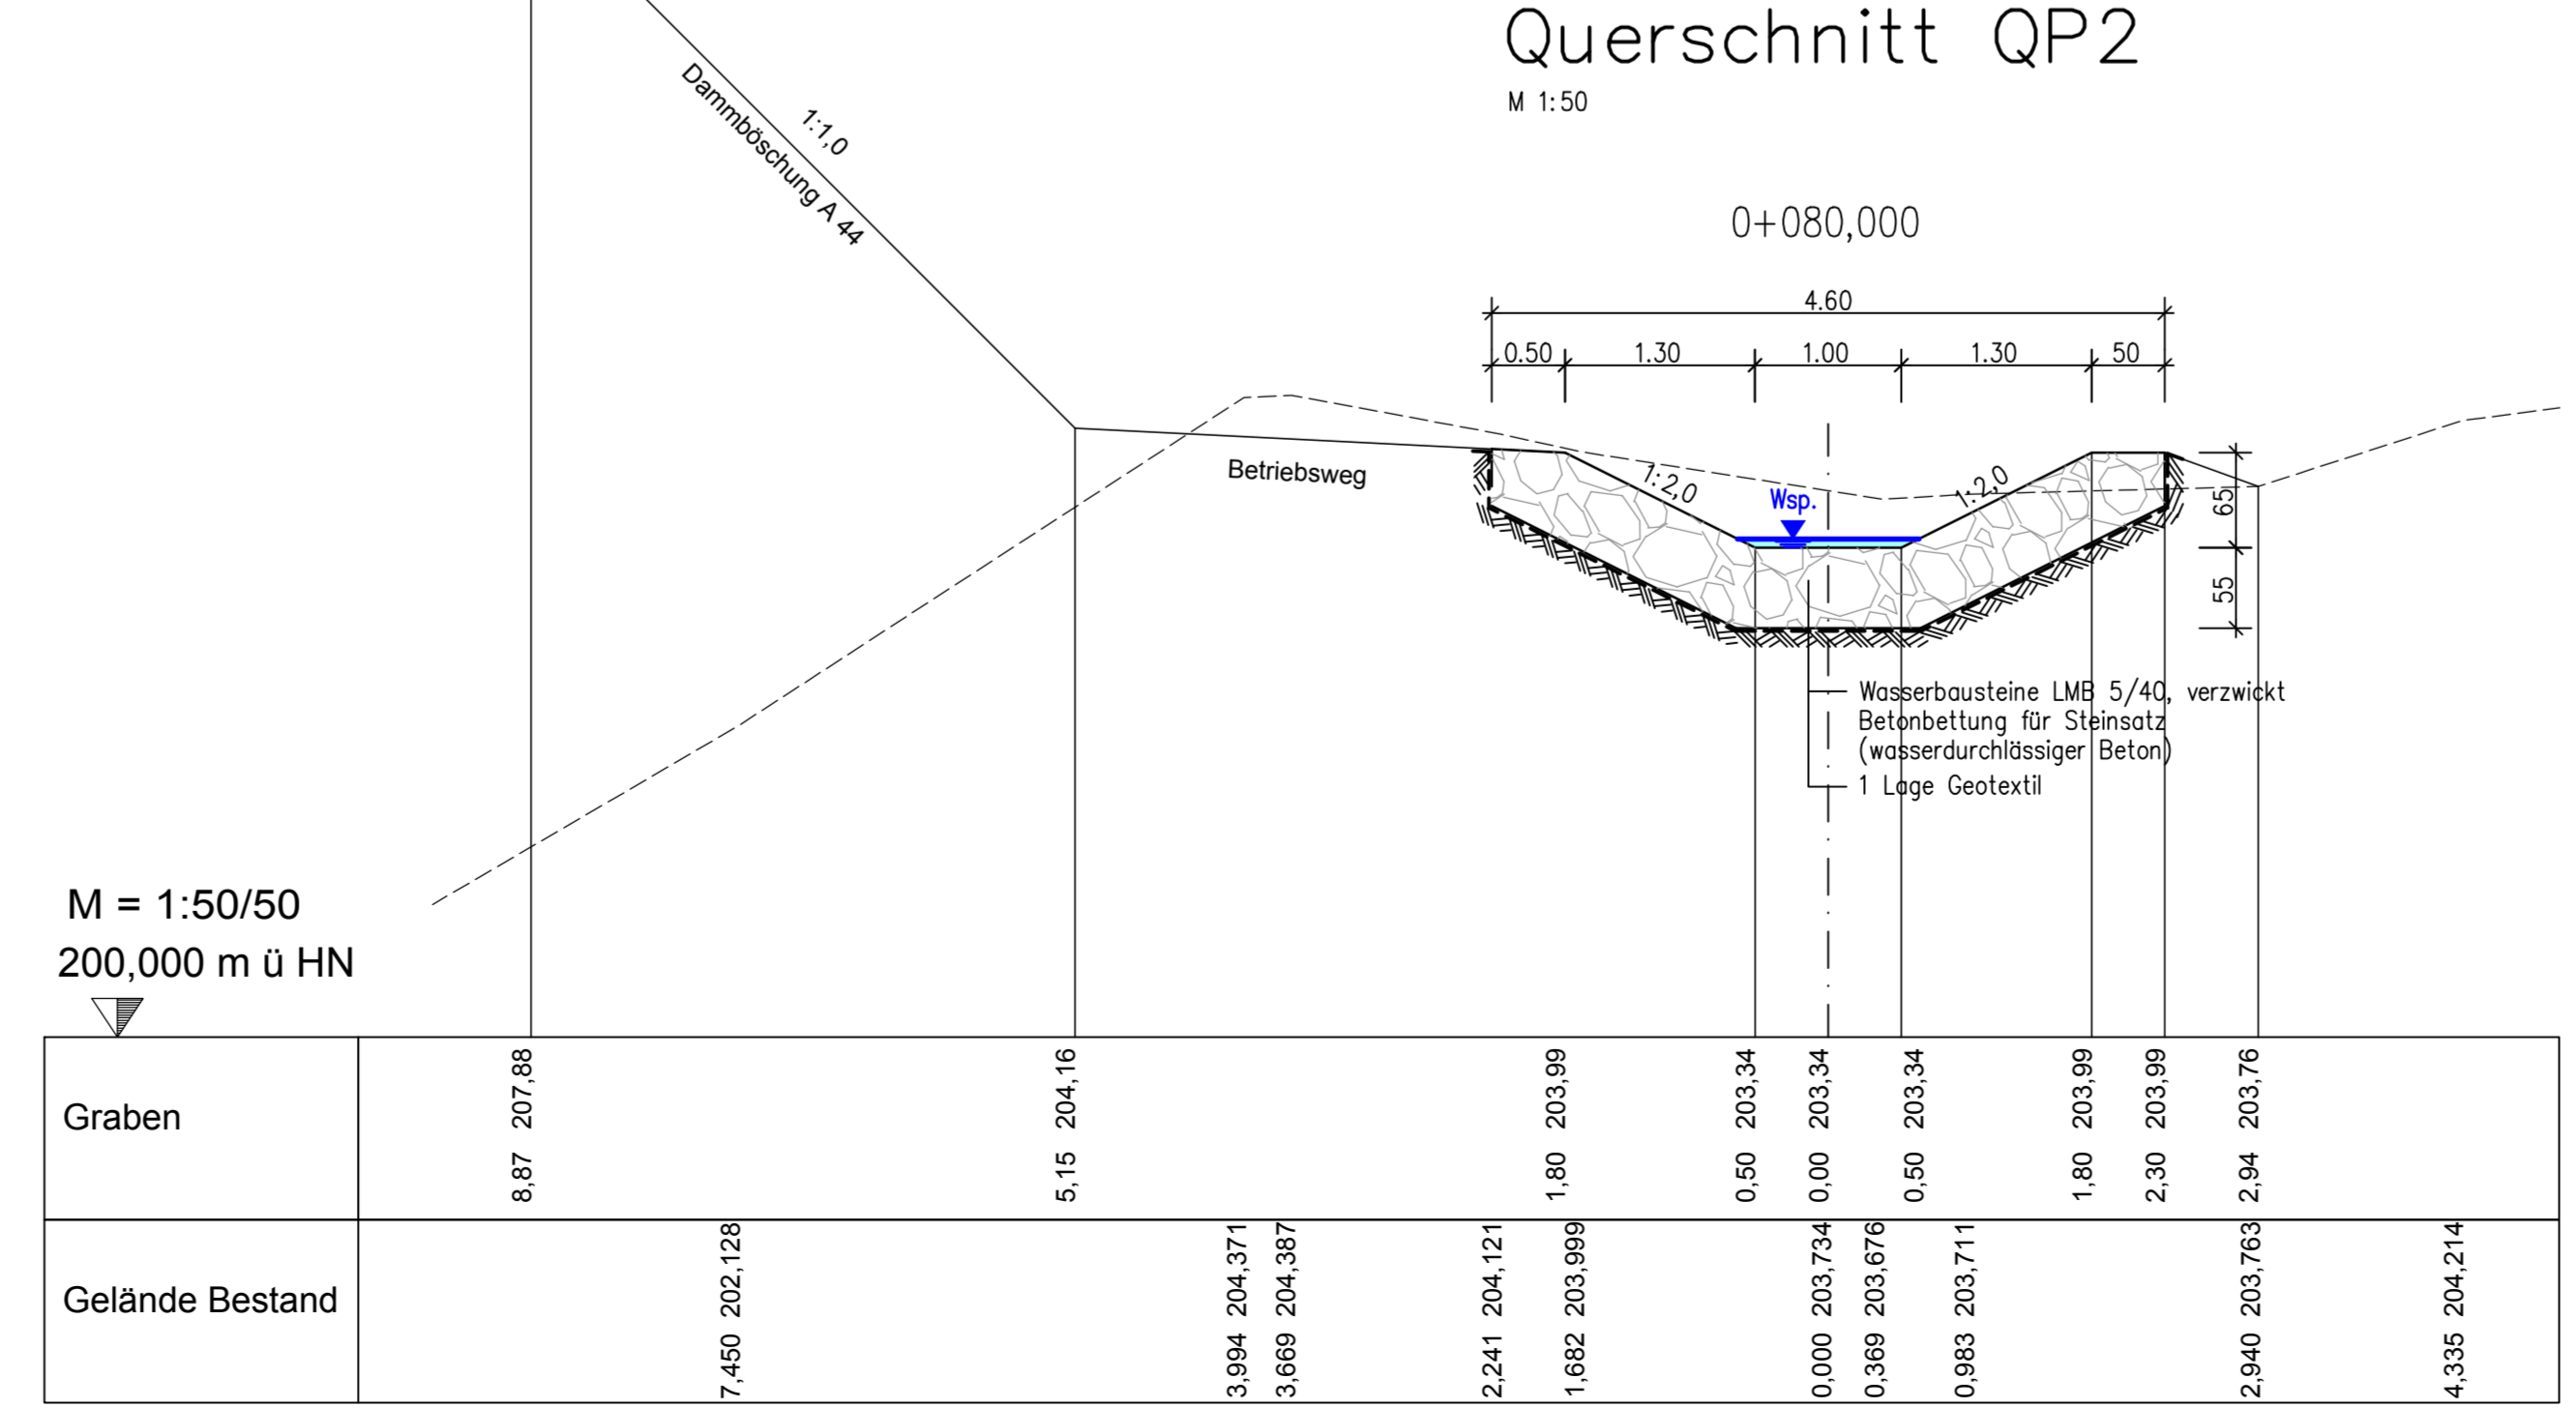 Querschnitt QP2
M 1:50
1:1,0
Dammböschung A 44
0+080,000
4.60
0.50 1.30 1.00 1.30 50
Betriebsweg
1:2,0
Wsp.
1:2,0
65
55
Wasserbausteine LMB 5/40, verzwickt
Betonbettung für Steinsatz
(wasserdurchlässiger Beton)
1 Lage Geotextil
M = 1:50/50
200,000 m ü HN
Graben
8,87 207,88
5,15 204,16
1,80 203,99
0,50 203,34
0,00 203,34
0,50 203,34
1,80 203,99
2,30 203,99
2,94 203,76
Gelände Bestand
7,450 202,128
3,994 204,371
3,669 204,387
2,241 204,121
1,682 203,999
0,000 203,734
0,369 203,676
0,983 203,711
2,940 203,763
4,335 204,214